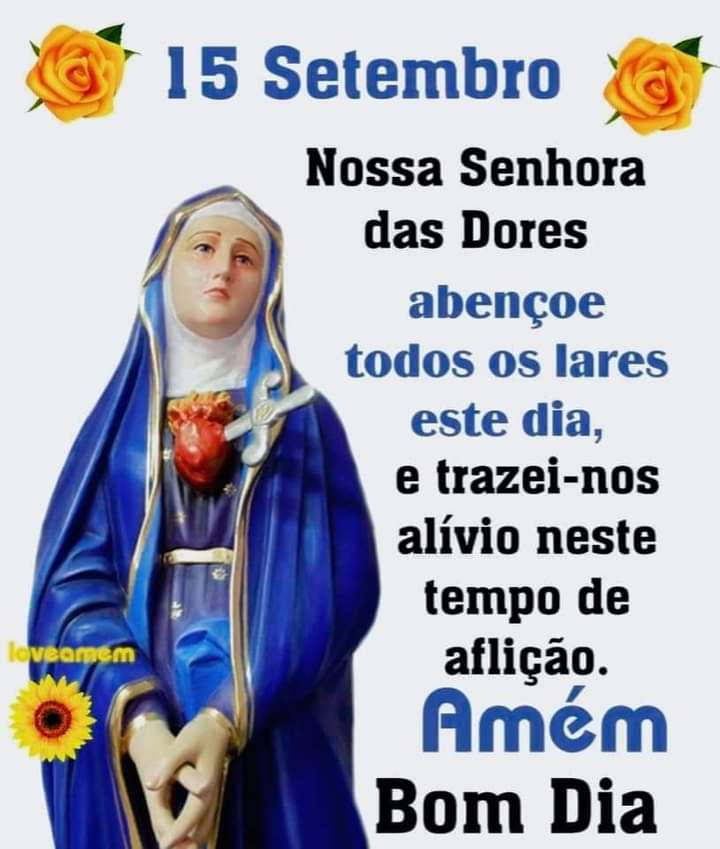 15 Setembro
Nossa Senhora
das Dores
abençoe
todos os lares
este dia,
e trazei-nos
alívio neste
tempo de
aflição.
Amém
Bom Dia
loveamem